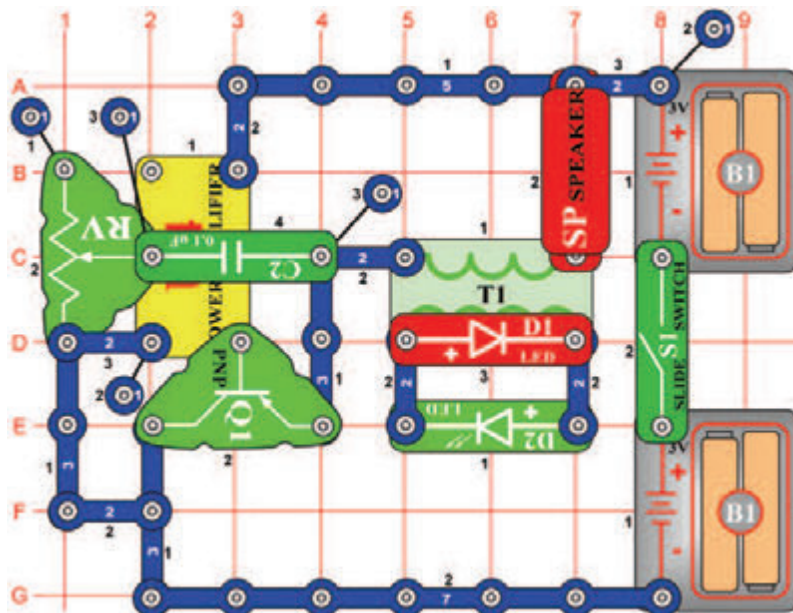 1 2 3 4 5 6 7 8 9
A
B
C
D
E
F
G
1 5
3 2
2 1
3V
+
-
B1
1
1 1
3 1
2 2
1
2 SP SPEAKER
RV
2
4
0.1uF C2
3 1
2 2
1
T1
2 S1 SLIDE SWITCH
2 3
2 1
PNP
Q1
2
3 1
+ D1 LED
3
2 2
2 2
LED D2 +
1
1 3
2 2
3 1
2 7
3V
+
-
B1
1